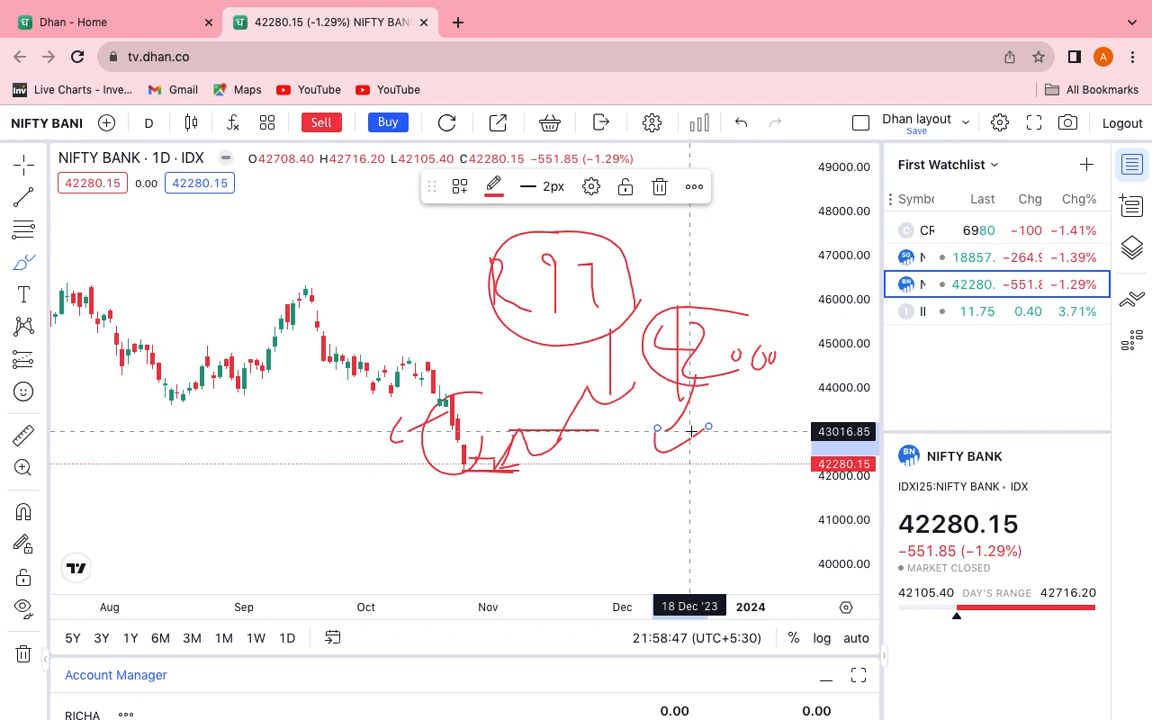 Dhan - Home
42280.15 (-1.29%) NIFTY BAN
tv.dhan.co
A
Live Charts - Inve...
Gmail
Maps
YouTube
YouTube
All Bookmarks
NIFTY BANI
D
Sell
Buy
Dhan layout
Save
Logout
NIFTY BANK · 1D · IDX
O42708.40 H42716.20 L42105.40 C42280.15 −551.85 (−1.29%)
42280.15 0.00 42280.15
2px
49000.00
48000.00
47000.00
46000.00
45000.00
44000.00
43016.85
42280.15
42000.00
41000.00
40000.00
97
Aug Sep Oct Nov Dec 18 Dec '23 2024
5Y 3Y 1Y 6M 3M 1M 1W 1D
21:58:47 (UTC+5:30)
% log auto
Account Manager
RICHA
0.00 0.00
First Watchlist
Symbo Last Chg Chg%
C CR 6980 −100 −1.41%
N 18857. −264.9 −1.39%
BN N 42280. −551.8 −1.29%
I 11.75 0.40 3.71%
BN NIFTY BANK
IDXI25:NIFTY BANK · IDX
42280.15
−551.85 (−1.29%)
MARKET CLOSED
42105.40 DAY'S RANGE 42716.20